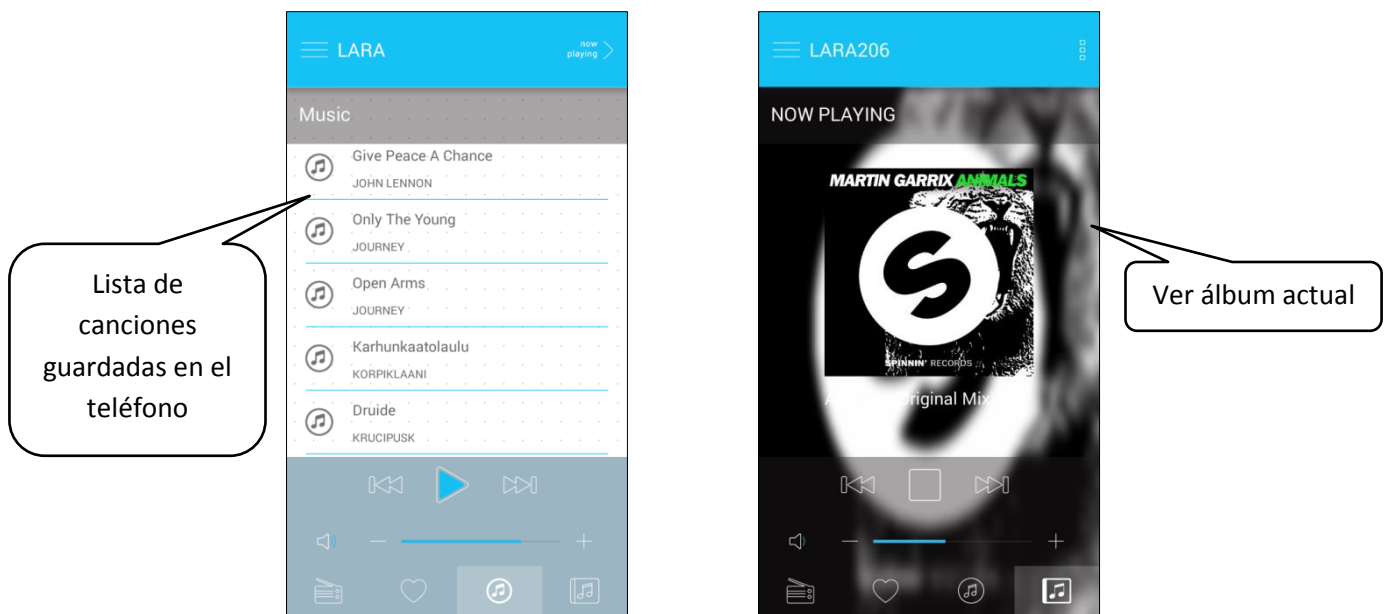 LARA
now
playing
Music
Give Peace A Chance
JOHN LENNON
Only The Young
JOURNEY
Open Arms
JOURNEY
Karhunkaatolaulu
KORPIKLAANI
Druide
KRUCIPUSK
Lista de
canciones
guardadas en el
teléfono
LARA206
NOW PLAYING
MARTIN GARRIX ANIMALS
SPINNIN' RECORDS
Original Mix
Ver álbum actual